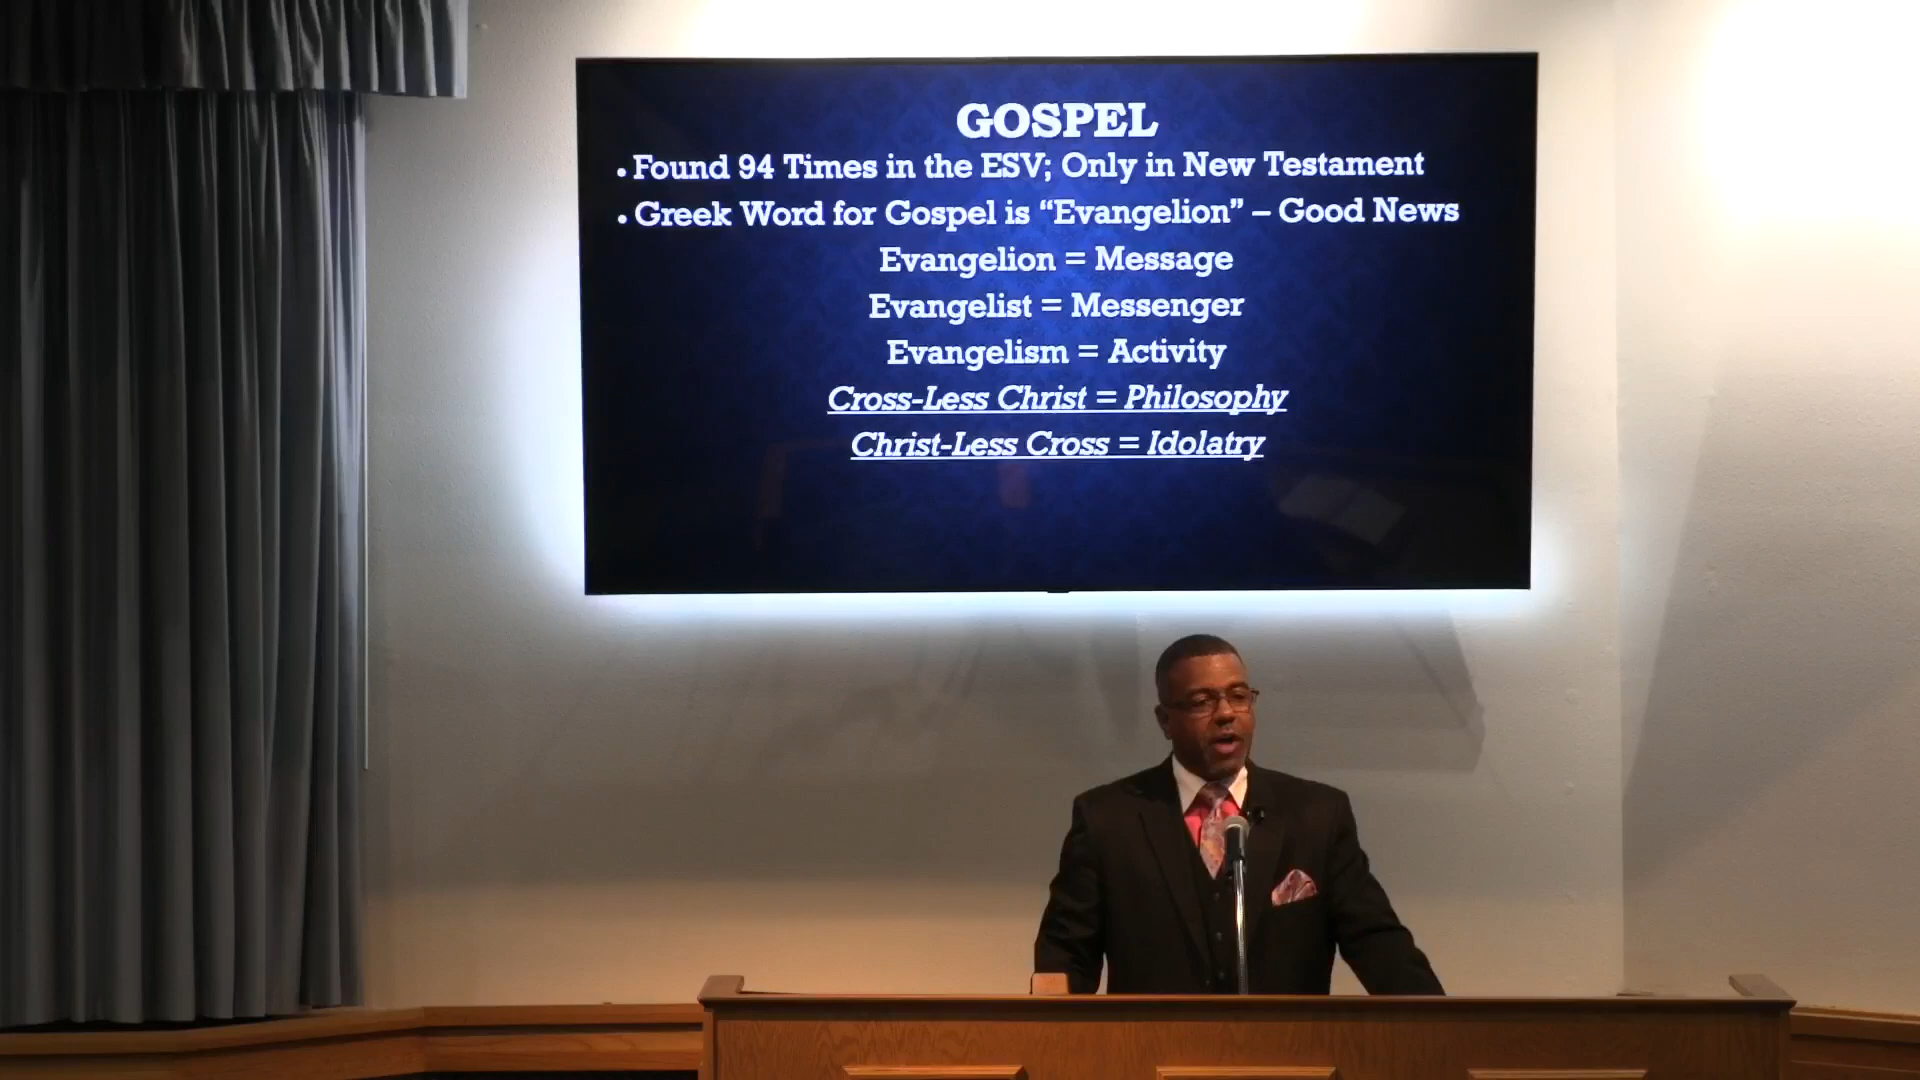 GOSPEL
• Found 94 Times in the ESV; Only in New Testament
• Greek Word for Gospel is “Evangelion” – Good News
Evangelion = Message
Evangelist = Messenger
Evangelism = Activity
Cross-Less Christ = Philosophy
Christ-Less Cross = Idolatry